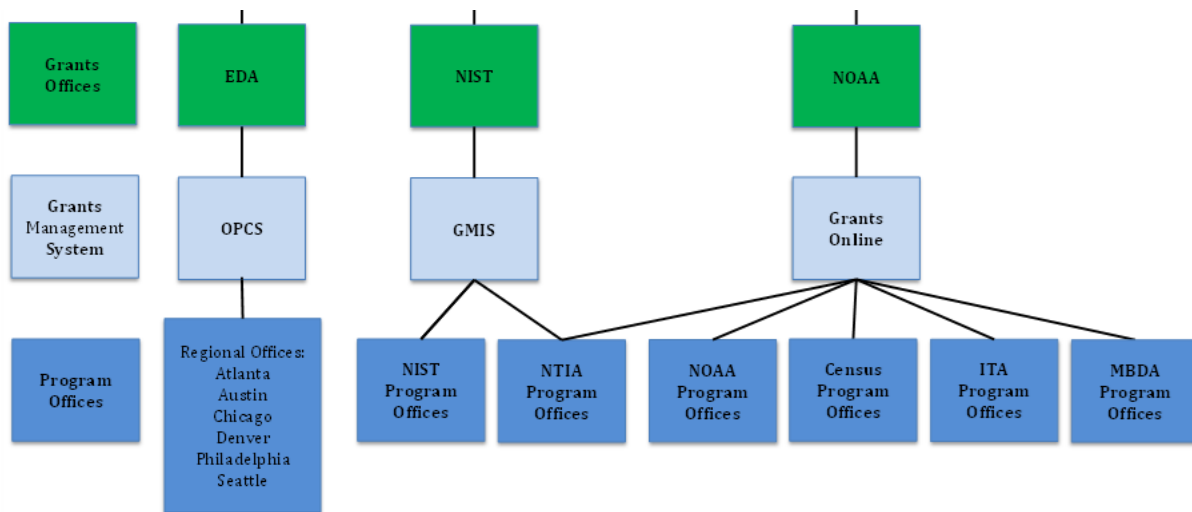 Grants
Offices
EDA
NIST
NOAA
Grants
Management
System
OPCS
GMIS
Grants
Online
Program
Offices
Regional Offices:
Atlanta
Austin
Chicago
Denver
Philadelphia
Seattle
NIST
Program
Offices
NTIA
Program
Offices
NOAA
Program
Offices
Census
Program
Offices
ITA
Program
Offices
MBDA
Program
Offices